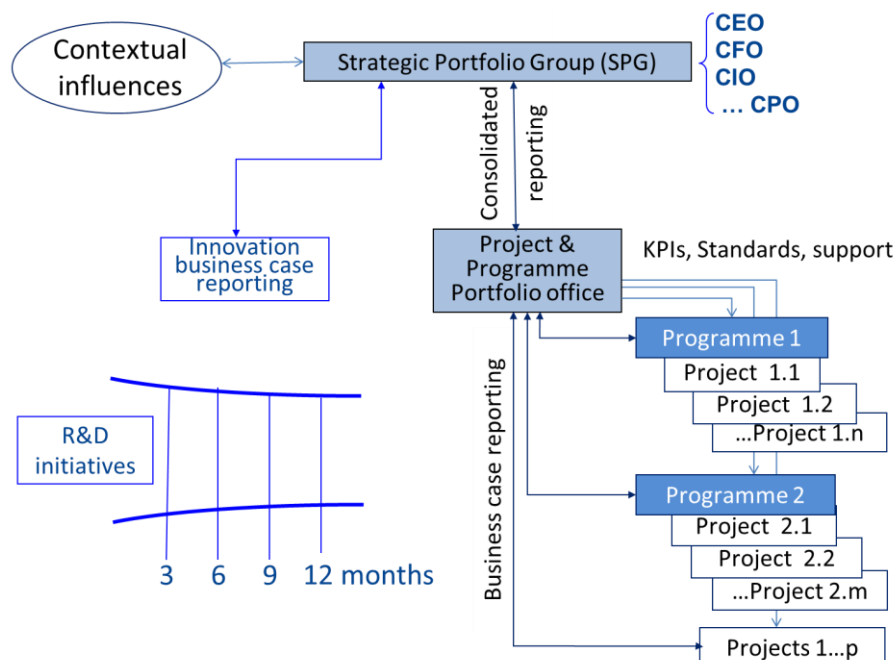 Contextual
influences
Strategic Portfolio Group (SPG)
CEO
CFO
CIO
... CPO
Consolidated
reporting
Innovation
business case
reporting
Project &
Programme
Portfolio office
KPIs, Standards, support
Programme 1
Project 1.1
Project 1.2
...Project 1.n
Business case reporting
R&D
initiatives
3 6 9 12 months
Programme 2
Project 2.1
Project 2.2
...Project 2.m
Projects 1...p